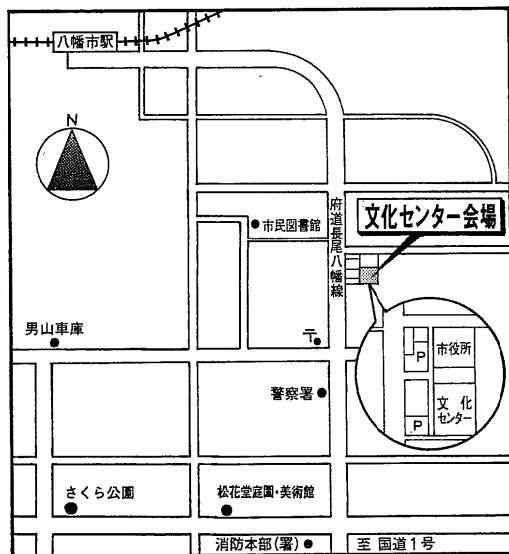 八幡市駅
N
市民図書館
府道長尾八幡線
文化センター会場
男山車庫
〒
P
市役所
警察署
文化
センター
P
さくら公園
松花堂庭園・美術館
消防本部(署)
至 国道1号